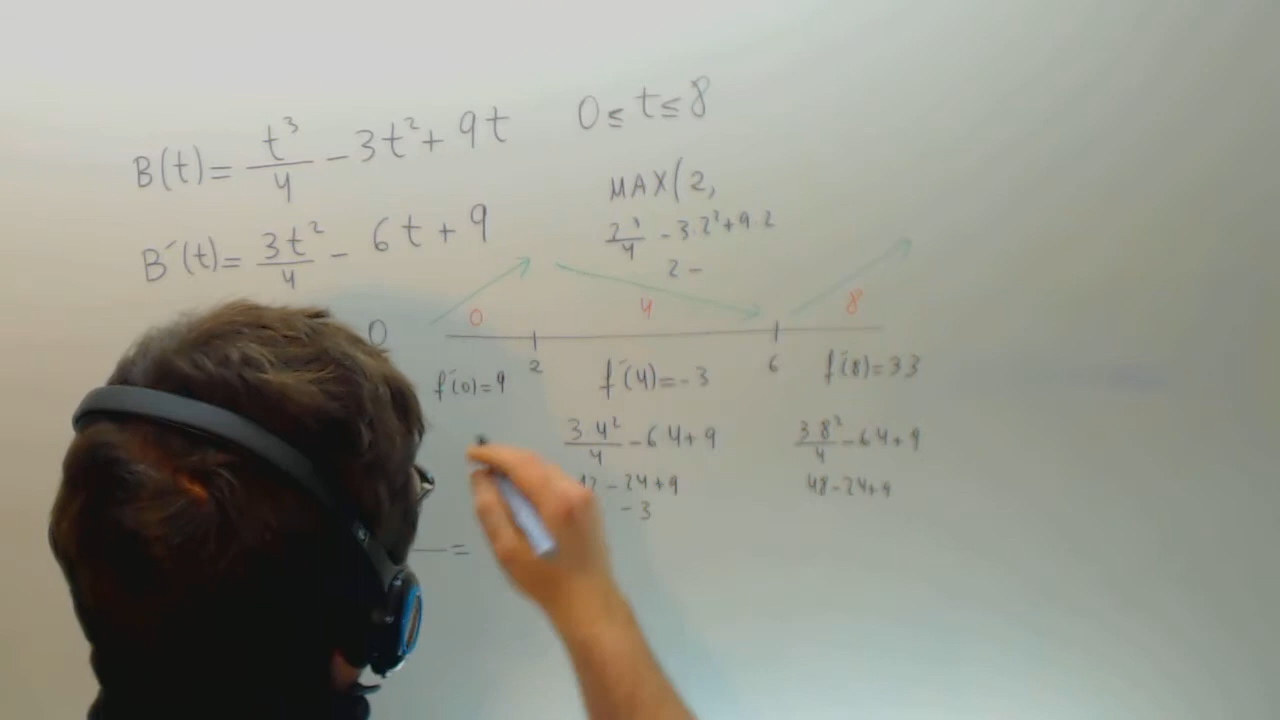 B(t)= t³/4 - 3t² + 9t 0 ≤ t ≤ 8
MAX(2,
B´(t)= 3t²/4 - 6t + 9
2³/4 - 3.2² + 9.2
2 -
0 0 4 8
2 6
f´(0)=9 f´(4)=-3 f´(8)=33
3 4²/4 - 6 4 + 9 3 8²/4 - 6 4 + 9
12 - 24 + 9 48 - 24 + 9
- 3
=